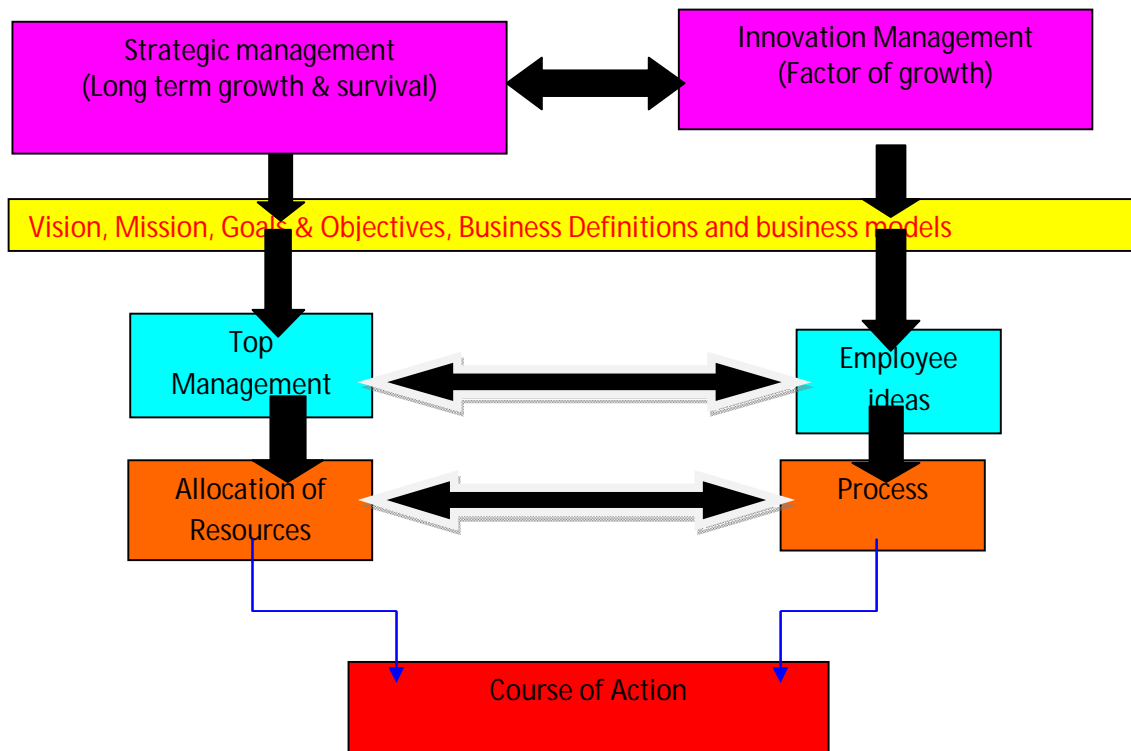 Strategic management
(Long term growth & survival)
Innovation Management
(Factor of growth)
Vision, Mission, Goals & Objectives, Business Definitions and business models
Top
Management
Employee
ideas
Allocation of
Resources
Process
Course of Action